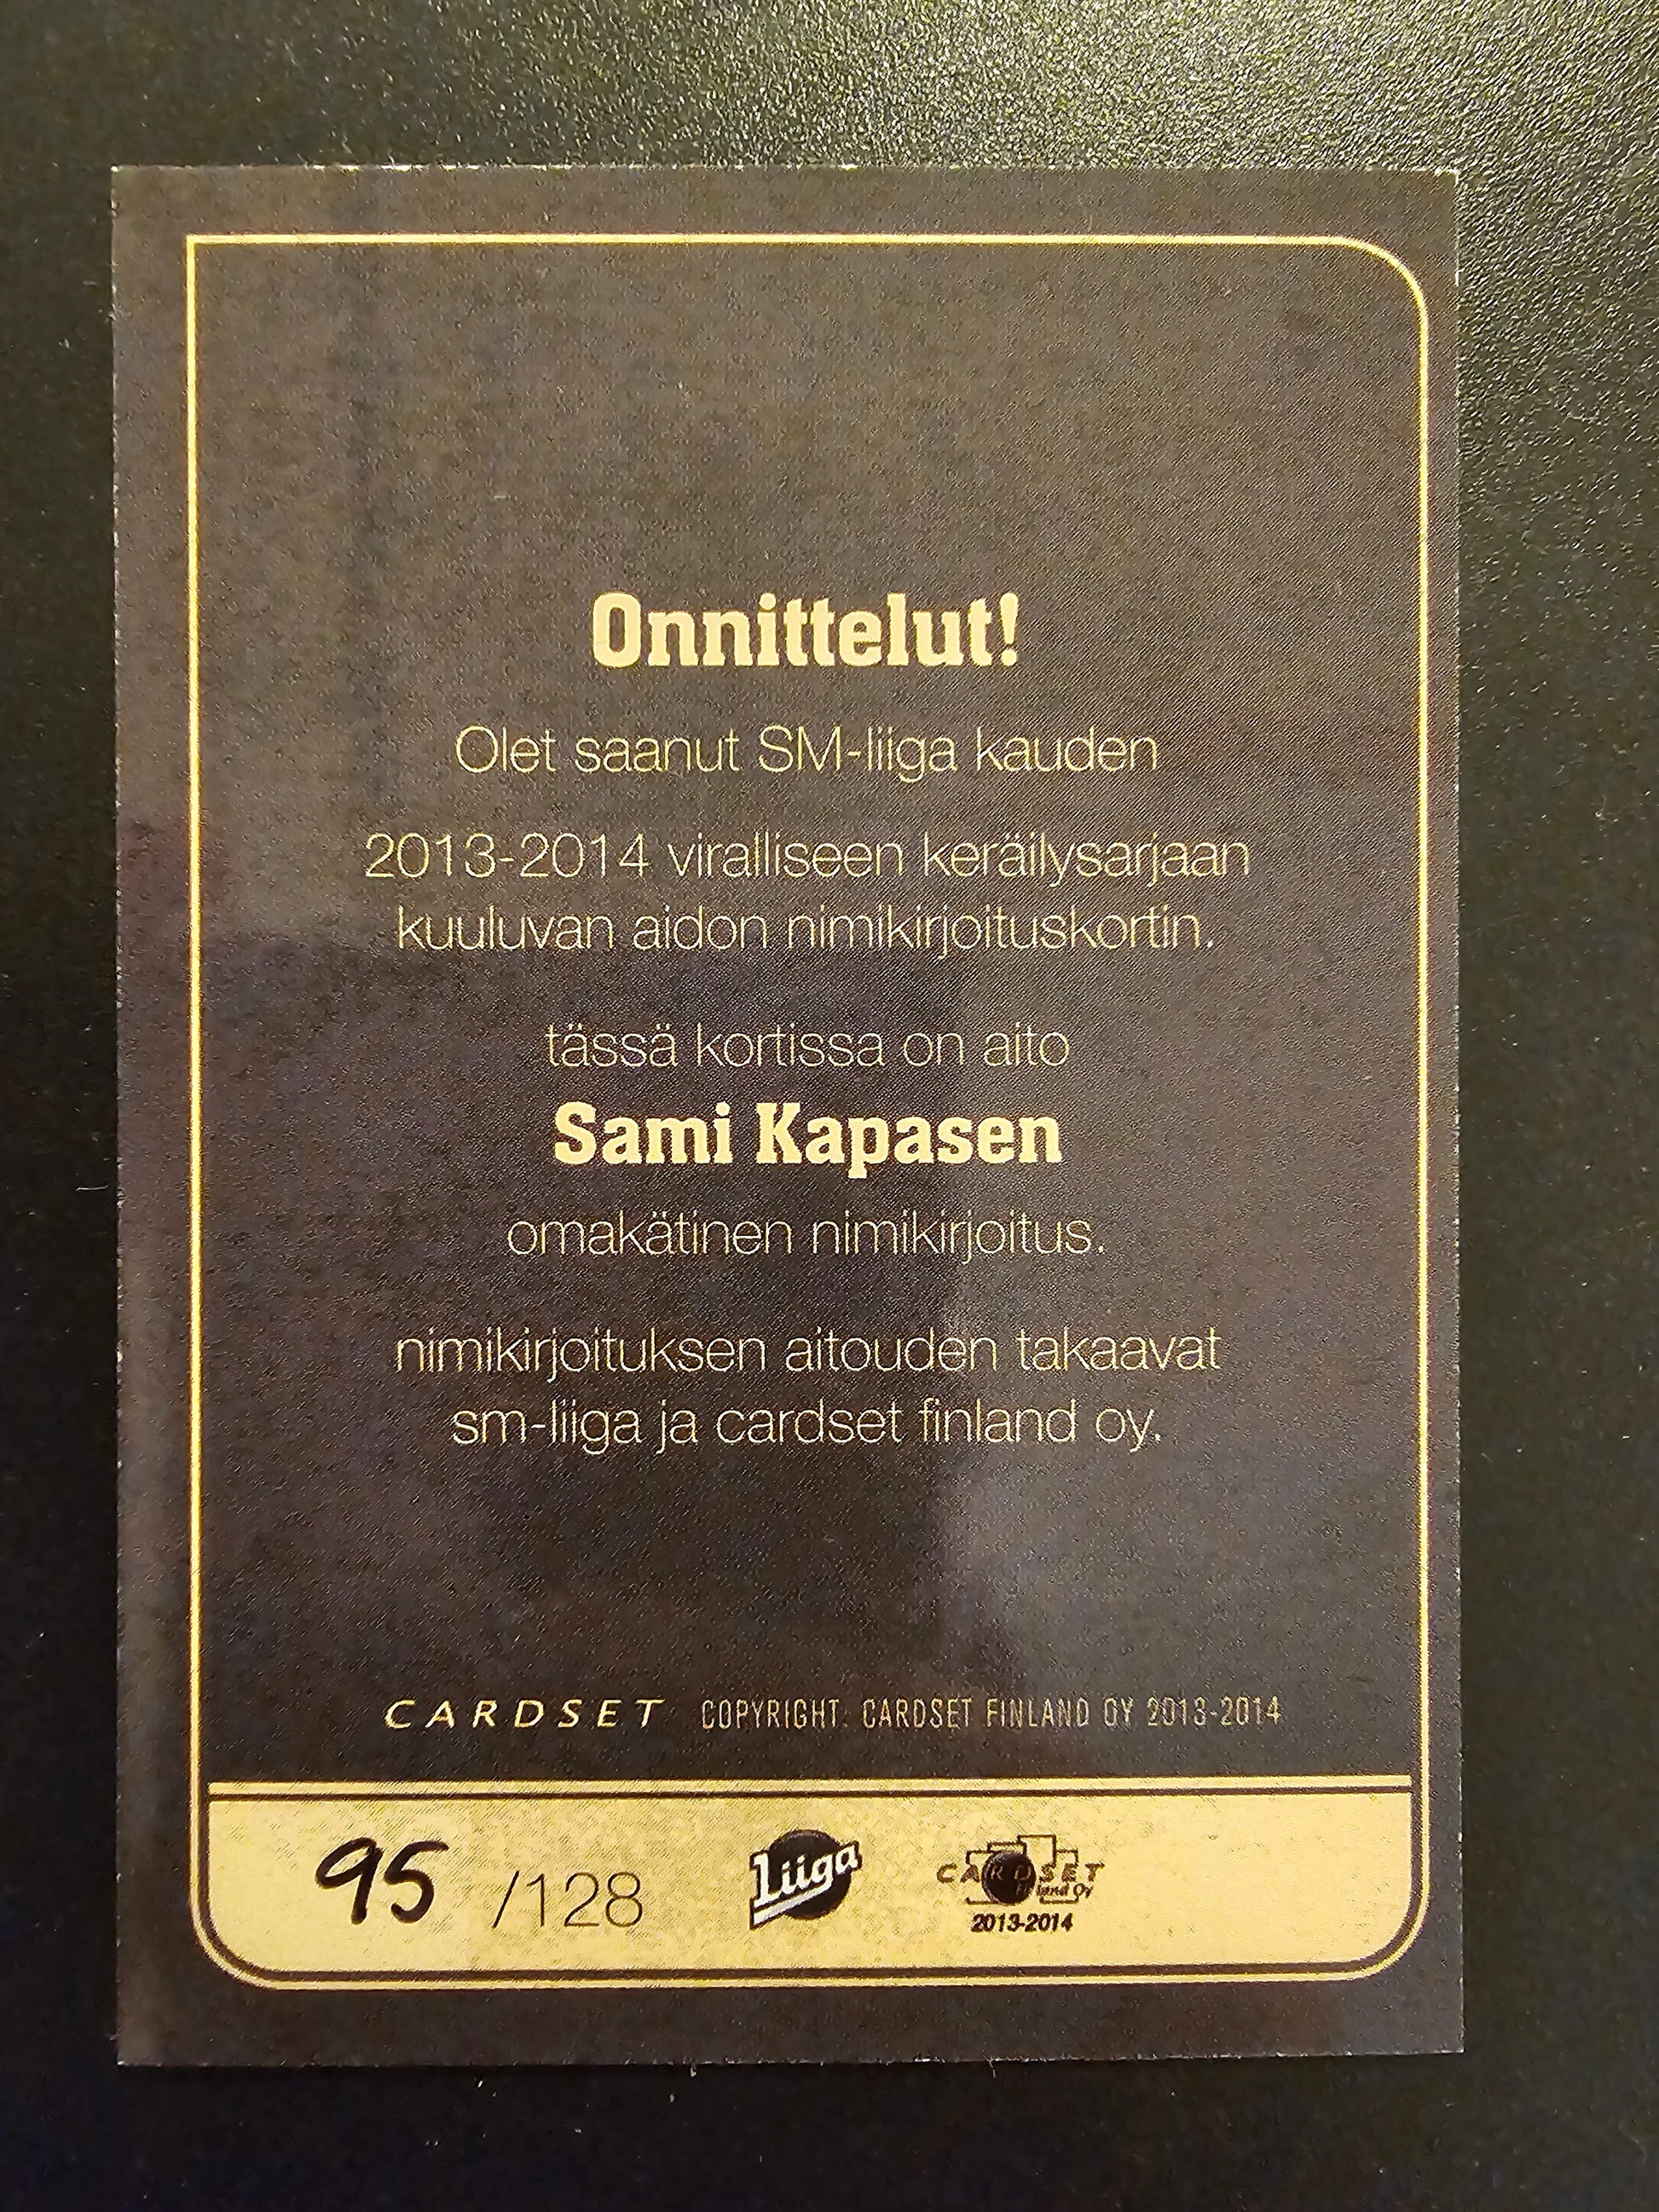 Onnittelut!
Olet saanut SM-liiga kauden
2013-2014 viralliseen keräilysarjaan
kuuluvan aidon nimikirjoituskortin.
tässä kortissa on aito
Sami Kapasen
omakätinen nimikirjoitus.
nimikirjoituksen aitouden takaavat
sm-liiga ja cardset finland oy.
CARDSET COPYRIGHT: CARDSET FINLAND OY 2013-2014
95 /128
Liiga
CARDSET
Finland Oy
2013-2014